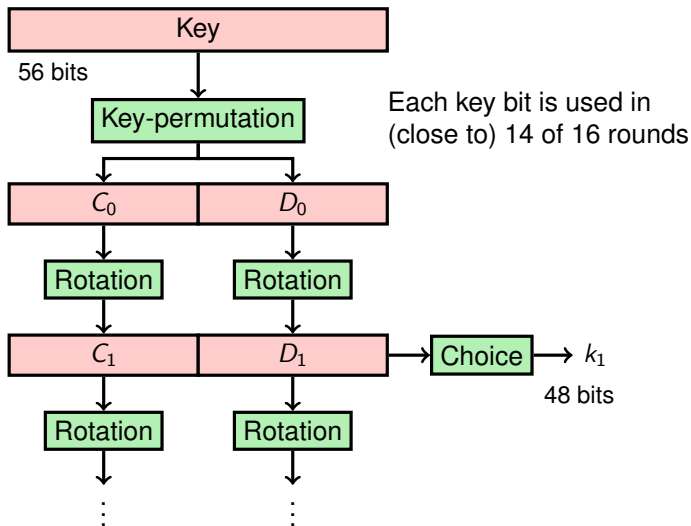 Key
56 bits
Key-permutation
Each key bit is used in
(close to) 14 of 16 rounds
C₀ D₀
Rotation Rotation
C₁ D₁ Choice k₁
48 bits
Rotation Rotation
⋮ ⋮